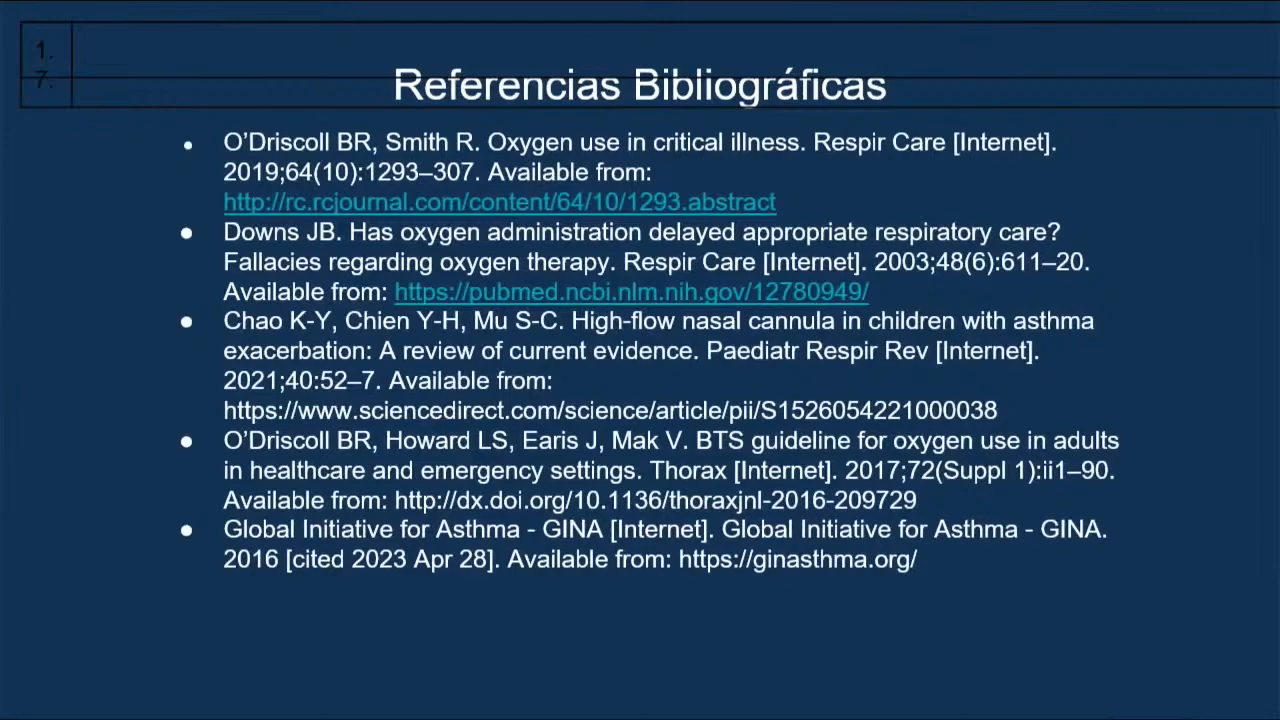 1.
7.
Referencias Bibliográficas
● O’Driscoll BR, Smith R. Oxygen use in critical illness. Respir Care [Internet].
2019;64(10):1293–307. Available from:
http://rc.rcjournal.com/content/64/10/1293.abstract
● Downs JB. Has oxygen administration delayed appropriate respiratory care?
Fallacies regarding oxygen therapy. Respir Care [Internet]. 2003;48(6):611–20.
Available from: https://pubmed.ncbi.nlm.nih.gov/12780949/
● Chao K-Y, Chien Y-H, Mu S-C. High-flow nasal cannula in children with asthma
exacerbation: A review of current evidence. Paediatr Respir Rev [Internet].
2021;40:52–7. Available from:
https://www.sciencedirect.com/science/article/pii/S1526054221000038
● O’Driscoll BR, Howard LS, Earis J, Mak V. BTS guideline for oxygen use in adults
in healthcare and emergency settings. Thorax [Internet]. 2017;72(Suppl 1):ii1–90.
Available from: http://dx.doi.org/10.1136/thoraxjnl-2016-209729
● Global Initiative for Asthma - GINA [Internet]. Global Initiative for Asthma - GINA.
2016 [cited 2023 Apr 28]. Available from: https://ginasthma.org/